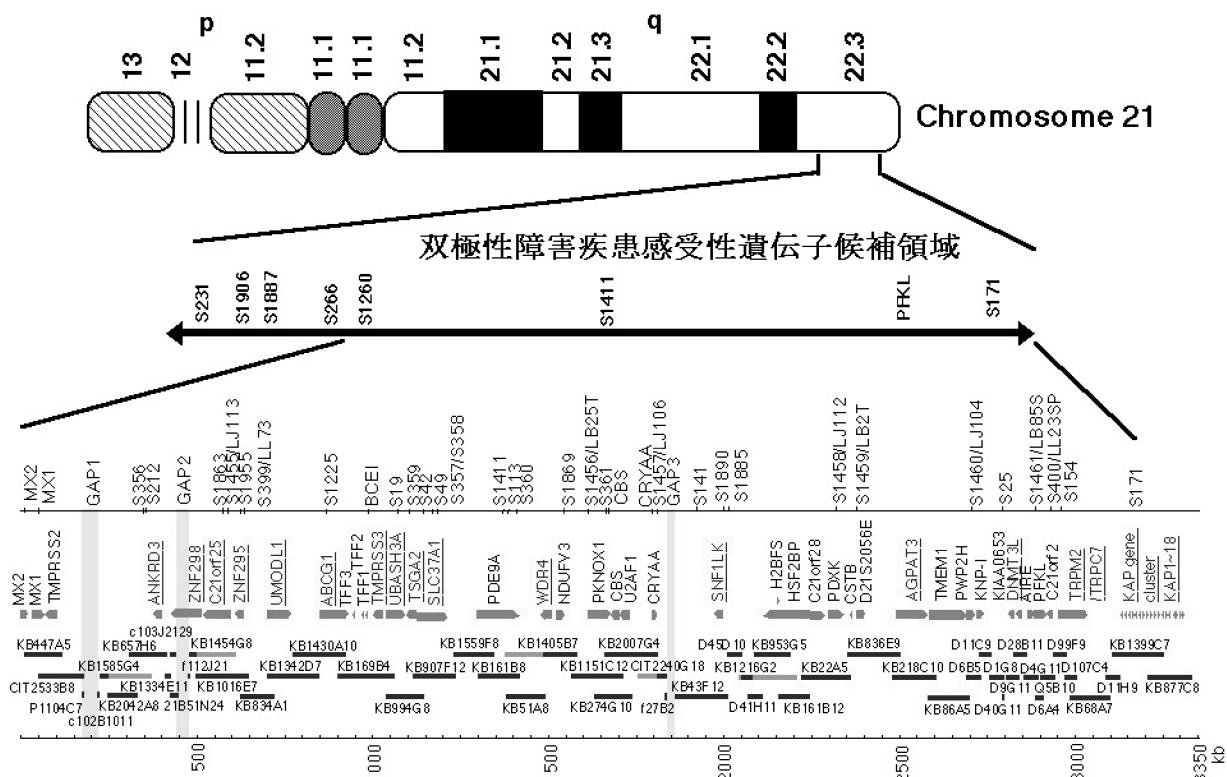 p q
13 12 11.2 11.1 11.1 11.2 21.1 21.2 21.3 22.1 22.2 22.3
Chromosome 21
双極性障害疾患感受性遺伝子候補領域
S231 S1906 S1887 S266 S1260 S1411 PFKL S171
MX2 MX1 GAP1 S356 S212 GAP2 S1863 S1955 S399/LL73 S1225 BCEI S19 S359 S42 S49 S357/S358 S1411 S113 S360 S1869 S1456/LB25T S361 CBS CRYAA S1457/LJ106 GAP3 S141 S1890 S1885 S1458/LJ112 S1459/LB2T S1460/LJ104 S25 S1461/LB85S S400/LL23SP S154 S171
MX2 MX1 TMPRSS2 ANKRD3 ZNF298 C21orf25 ZNF295 UMODL1 ABCG1 TFF3 TFF2 TFF1 TMPRSS3 UBASH3A TSGA2 SLC37A1 PDE9A WDR4 NDUFV3 PKNOX1 CBS U2AF1 CRYAA SNF1LK H2BFS HSF2BP C21orf28 PDXK CSTB D21S2056E AGPAT3 TMEM1 PWP2H KNP-I KIAA0653 DNMT3L AIRE PFKL C21orf2 TRPM2 /TRPC7 KAP gene cluster KAP1~18
c103J2129
KB447A5 KB657H6 KB1454G8 KB1430A10 KB1559F8 KB1405B7 KB2007G4 D45D10 KB953G5 KB836E9 D11C9 D28B11 D99F9 KB1399C7
KB1585G4 f112J21 KB1342D7 KB169B4 KB907F12 KB161B8 KB1151C12 CIT2240G18 KB1216G2 KB22A5 KB218C10 D6B5 D1G8 D4G11 D107C4
CIT2533B8 KB1334E11 KB1016E7 KB43F12 D9G11 Q5B10 D11H9 KB877C8
P1104C7 KB2042A8 21B51N24 KB834A1 KB994G8 KB51A8 KB274G10 f27B2 D41H11 KB161B12 KB86A5 D40G11 D6A4 KB68A7
c102B1011
500 000 500 2000 2500 3000 3350 kb